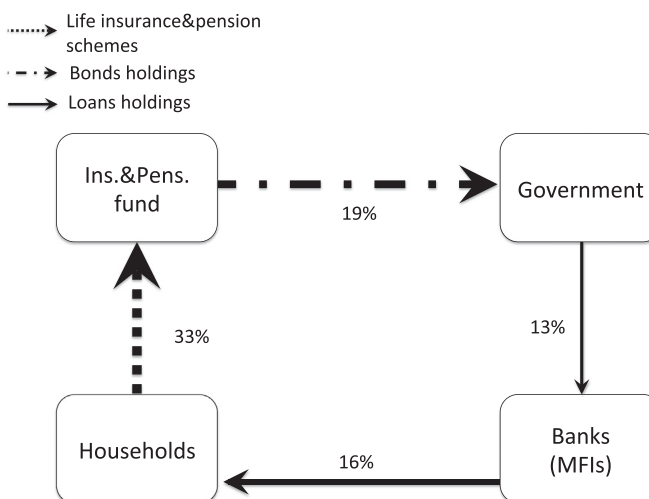 Life insurance&pension
schemes
Bonds holdings
Loans holdings
Ins.&Pens.
fund
Government
19%
33%
13%
Households
16%
Banks
(MFIs)